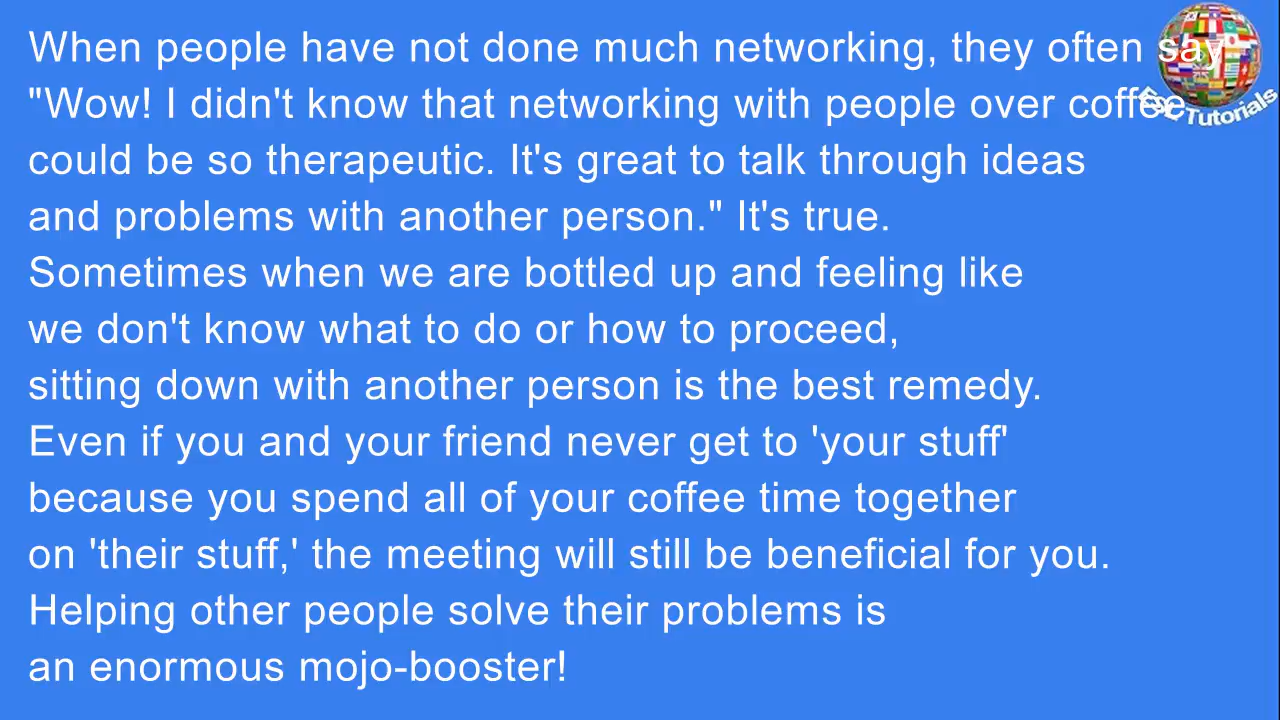 When people have not done much networking, they often say
"Wow! I didn't know that networking with people over coffee
could be so therapeutic. It's great to talk through ideas
and problems with another person." It's true.
Sometimes when we are bottled up and feeling like
we don't know what to do or how to proceed,
sitting down with another person is the best remedy.
Even if you and your friend never get to 'your stuff'
because you spend all of your coffee time together
on 'their stuff,' the meeting will still be beneficial for you.
Helping other people solve their problems is
an enormous mojo-booster!
ESL Tutorials